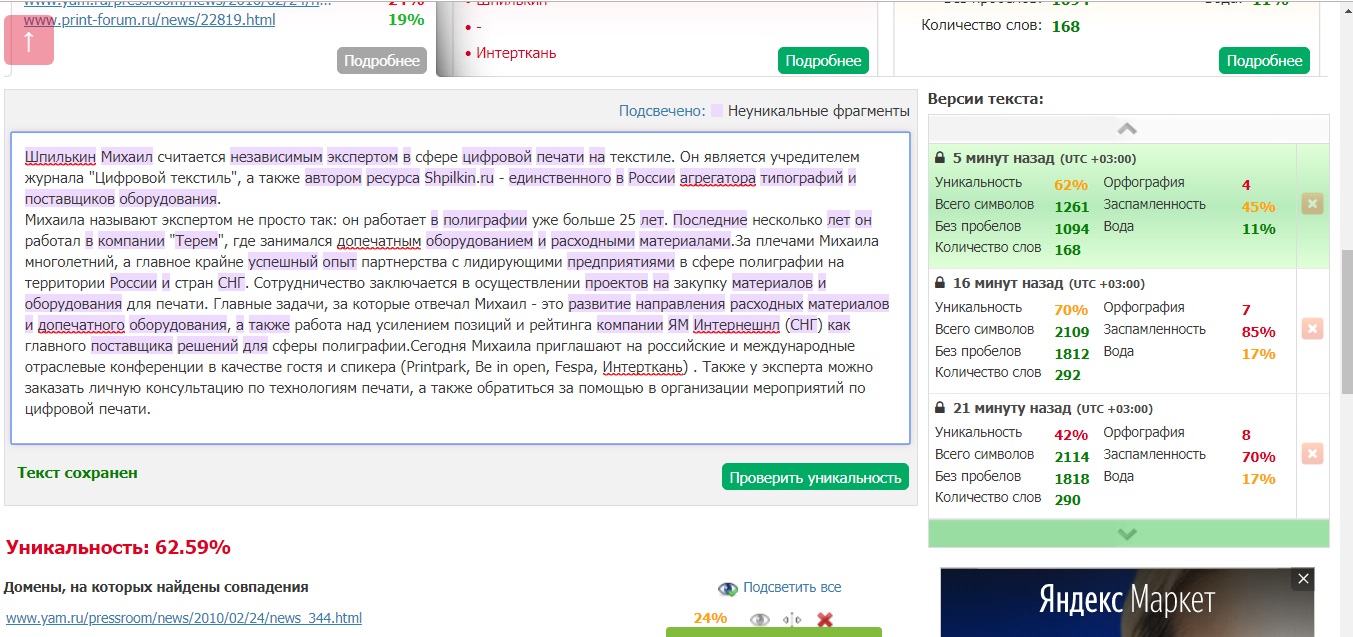 www.print-forum.ru/news/22819.html
19%
Подробнее
• -
• Интерткань
Подробнее
Количество слов: 168
Подробнее
Подсвечено: Неуникальные фрагменты
Шпилькин Михаил считается независимым экспертом в сфере цифровой печати на текстиле. Он является учредителем
журнала "Цифровой текстиль", а также автором ресурса Shpilkin.ru - единственного в России агрегатора типографий и
поставщиков оборудования.
Михаила называют экспертом не просто так: он работает в полиграфии уже больше 25 лет. Последние несколько лет он
работал в компании "Терем", где занимался допечатным оборудованием и расходными материалами.За плечами Михаила
многолетний, а главное крайне успешный опыт партнерства с лидирующими предприятиями в сфере полиграфии на
территории России и стран СНГ. Сотрудничество заключается в осуществлении проектов на закупку материалов и
оборудования для печати. Главные задачи, за которые отвечал Михаил - это развитие направления расходных материалов
и допечатного оборудования, а также работа над усилением позиций и рейтинга компании ЯМ Интернешнл (СНГ) как
главного поставщика решений для сферы полиграфии.Сегодня Михаила приглашают на российские и международные
отраслевые конференции в качестве гостя и спикера (Printpark, Be in open, Fespa, Интерткань) . Также у эксперта можно
заказать личную консультацию по технологиям печати, а также обратиться за помощью в организации мероприятий по
цифровой печати.
Текст сохранен
Проверить уникальность
Версии текста:
5 минут назад (UTC +03:00)
Уникальность 62% Орфография 4
Всего символов 1261 Заспамленность 45%
Без пробелов 1094 Вода 11%
Количество слов 168
16 минут назад (UTC +03:00)
Уникальность 70% Орфография 7
Всего символов 2109 Заспамленность 85%
Без пробелов 1812 Вода 17%
Количество слов 292
21 минуту назад (UTC +03:00)
Уникальность 42% Орфография 8
Всего символов 2114 Заспамленность 70%
Без пробелов 1818 Вода 17%
Количество слов 290
Уникальность: 62.59%
Домены, на которых найдены совпадения
Подсветить все
www.yam.ru/pressroom/news/2010/02/24/news_344.html
24%
Яндекс Маркет